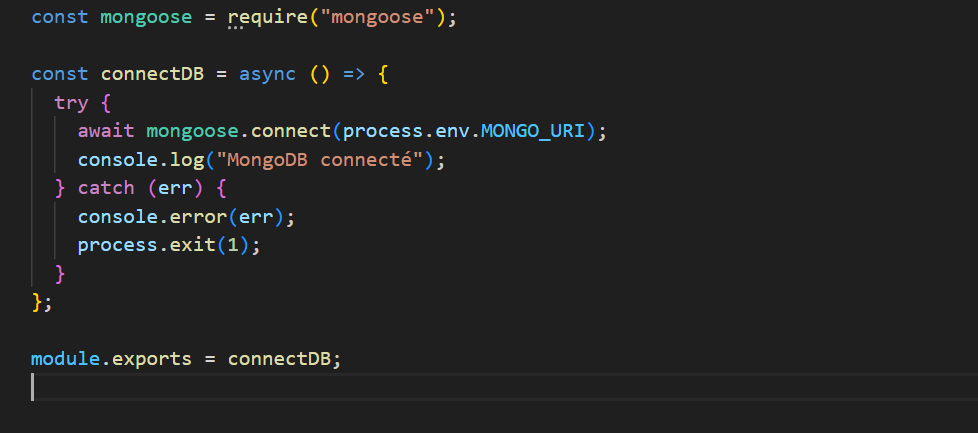 const mongoose = require("mongoose");
const connectDB = async () => {
try {
await mongoose.connect(process.env.MONGO_URI);
console.log("MongoDB connecté");
} catch (err) {
console.error(err);
process.exit(1);
}
};
module.exports = connectDB;